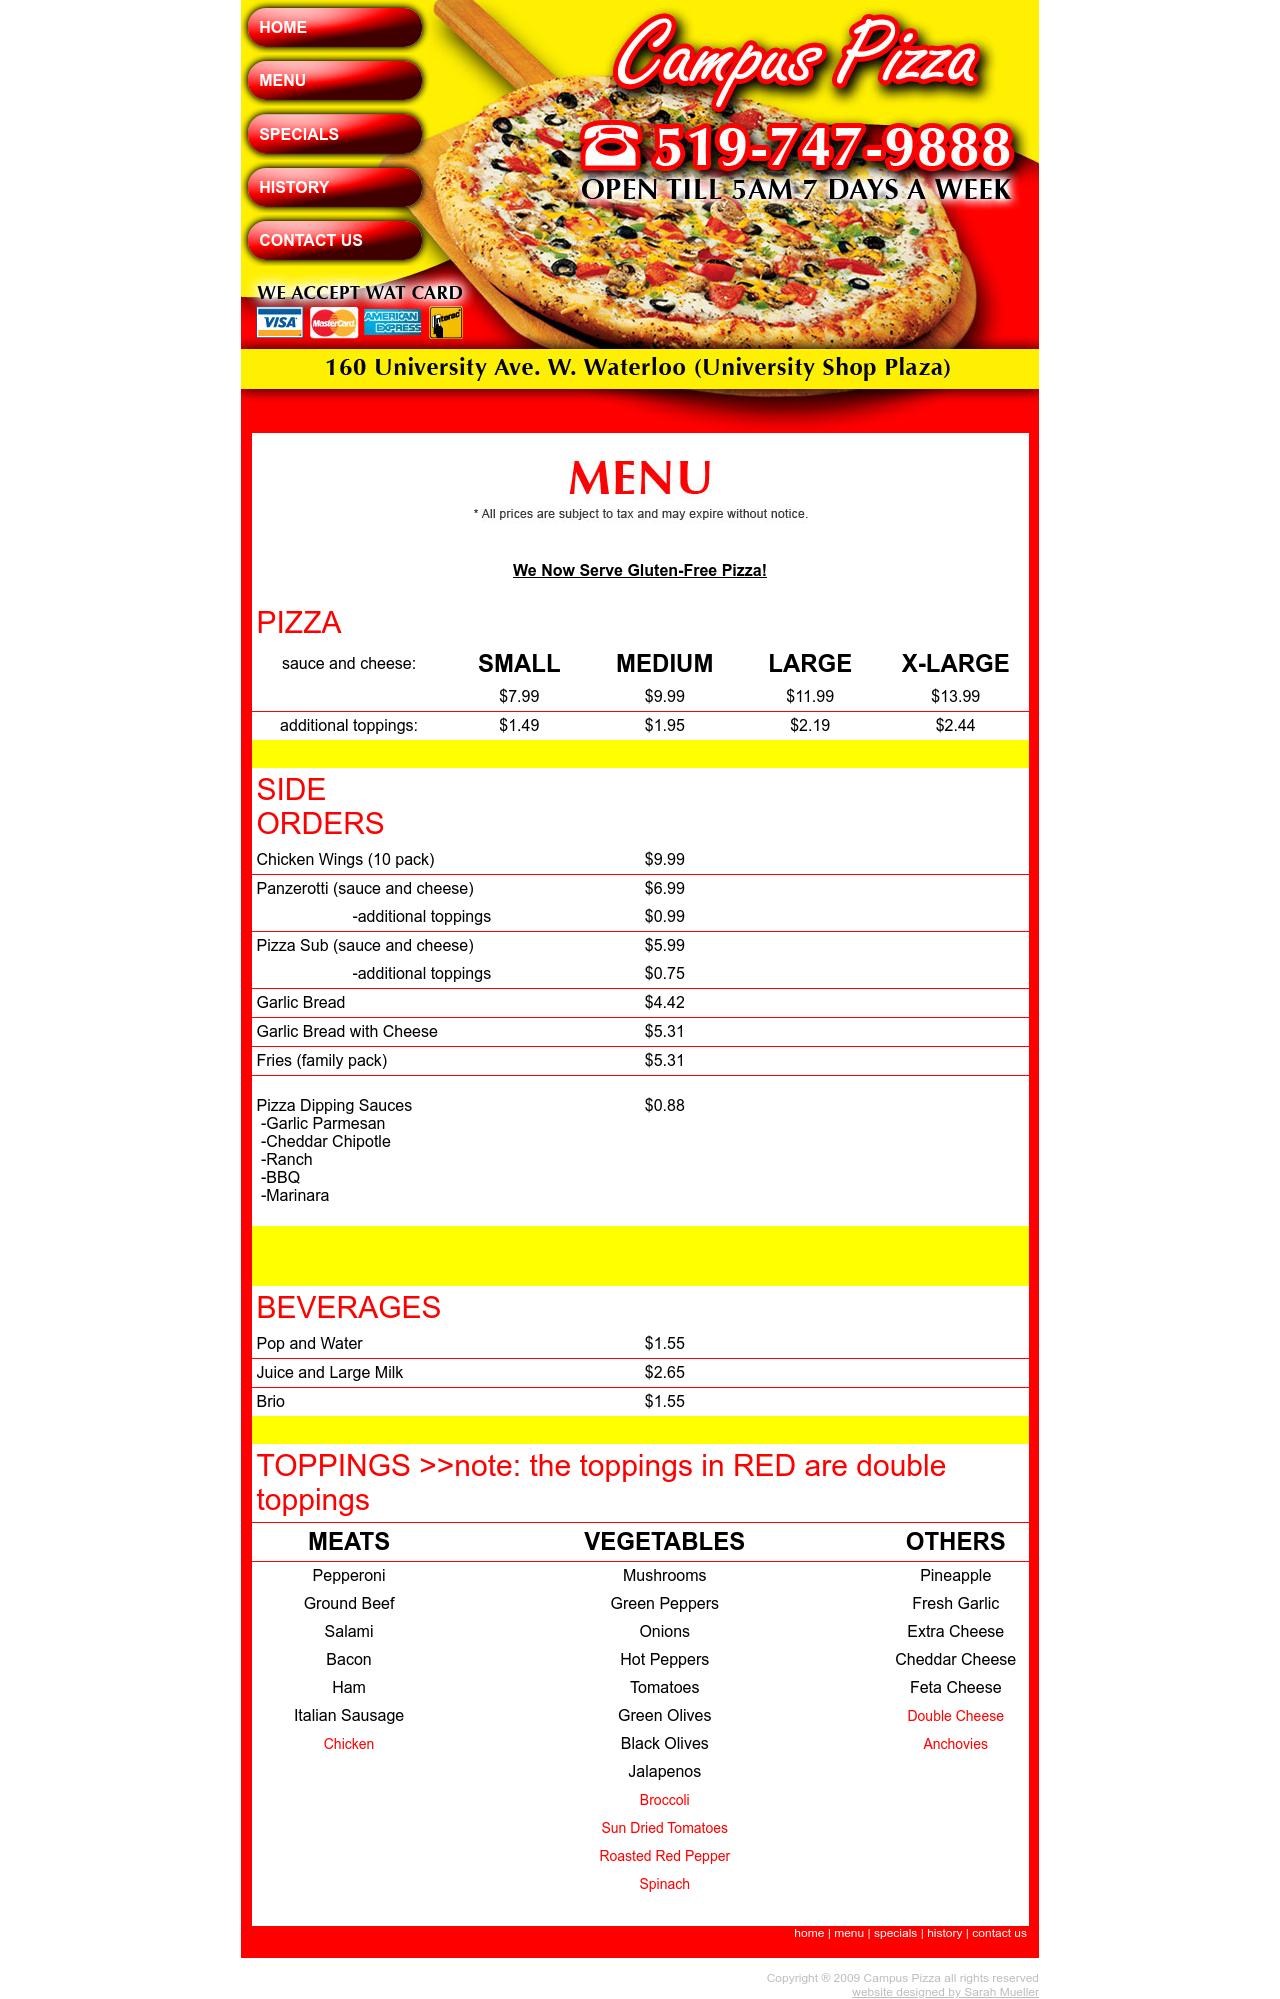 HOME
MENU
SPECIALS
HISTORY
CONTACT US
Campus Pizza
519-747-9888
OPEN TILL 5AM 7 DAYS A WEEK
WE ACCEPT WAT CARD
VISA MasterCard AMERICAN EXPRESS Interac
160 University Ave. W. Waterloo (University Shop Plaza)
MENU
* All prices are subject to tax and may expire without notice.
We Now Serve Gluten-Free Pizza!
PIZZA
sauce and cheese: SMALL MEDIUM LARGE X-LARGE
$7.99 $9.99 $11.99 $13.99
additional toppings: $1.49 $1.95 $2.19 $2.44
SIDE
ORDERS
Chicken Wings (10 pack) $9.99
Panzerotti (sauce and cheese) $6.99
-additional toppings $0.99
Pizza Sub (sauce and cheese) $5.99
-additional toppings $0.75
Garlic Bread $4.42
Garlic Bread with Cheese $5.31
Fries (family pack) $5.31
Pizza Dipping Sauces $0.88
-Garlic Parmesan
-Cheddar Chipotle
-Ranch
-BBQ
-Marinara
BEVERAGES
Pop and Water $1.55
Juice and Large Milk $2.65
Brio $1.55
TOPPINGS >>note: the toppings in RED are double
toppings
MEATS VEGETABLES OTHERS
Pepperoni Mushrooms Pineapple
Ground Beef Green Peppers Fresh Garlic
Salami Onions Extra Cheese
Bacon Hot Peppers Cheddar Cheese
Ham Tomatoes Feta Cheese
Italian Sausage Green Olives Double Cheese
Chicken Black Olives Anchovies
Jalapenos
Broccoli
Sun Dried Tomatoes
Roasted Red Pepper
Spinach
home | menu | specials | history | contact us
Copyright ® 2009 Campus Pizza all rights reserved
website designed by Sarah Mueller